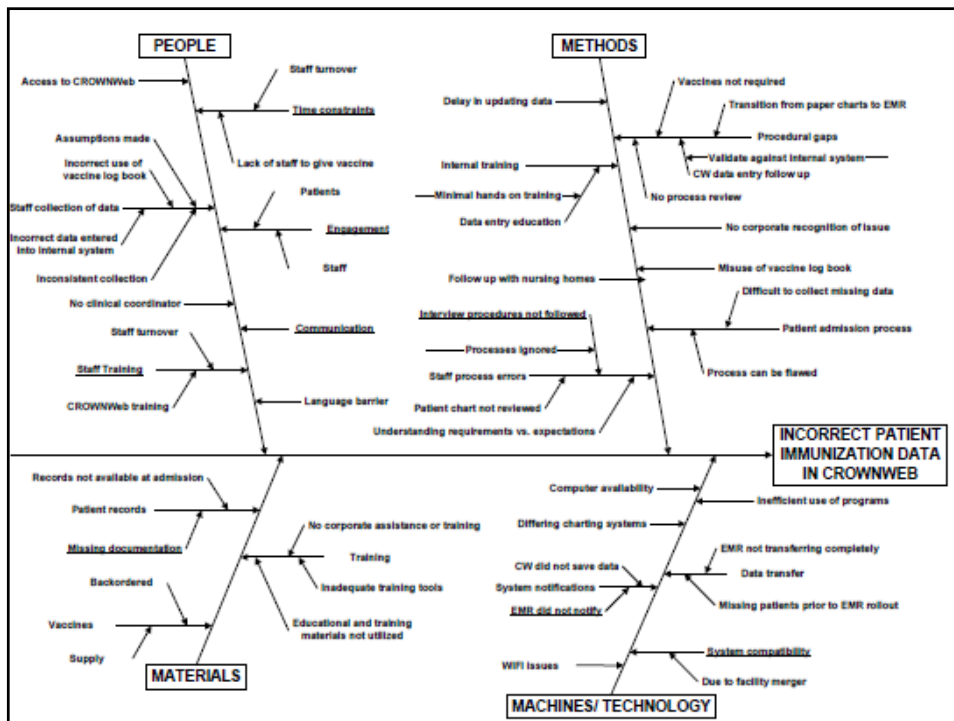 PEOPLE
METHODS
Access to CROWNWeb
Staff turnover
Time constraints
Lack of staff to give vaccine
Assumptions made
Incorrect use of
vaccine log book
Staff collection of data
Incorrect data entered
into internal system
Inconsistent collection
Patients
Engagement
Staff
No clinical coordinator
Communication
Staff turnover
Staff Training
CROWNWeb training
Language barrier
Delay in updating data
Vaccines not required
Transition from paper charts to EMR
Procedural gaps
Validate against internal system
CW data entry follow up
No process review
Internal training
Minimal hands on training
Data entry education
No corporate recognition of issue
Follow up with nursing homes
Misuse of vaccine log book
Difficult to collect missing data
Patient admission process
Process can be flawed
Interview procedures not followed
Processes ignored
Staff process errors
Patient chart not reviewed
Understanding requirements vs. expectations
INCORRECT PATIENT
IMMUNIZATION DATA
IN CROWNWEB
Records not available at admission
Patient records
Missing documentation
No corporate assistance or training
Training
Inadequate training tools
Educational and training
materials not utilized
Backordered
Vaccines
Supply
MATERIALS
Computer availability
Inefficient use of programs
Differing charting systems
CW did not save data
System notifications
EMR did not notify
EMR not transferring completely
Data transfer
Missing patients prior to EMR rollout
System compatibility
Due to facility merger
WIFI issues
MACHINES/ TECHNOLOGY